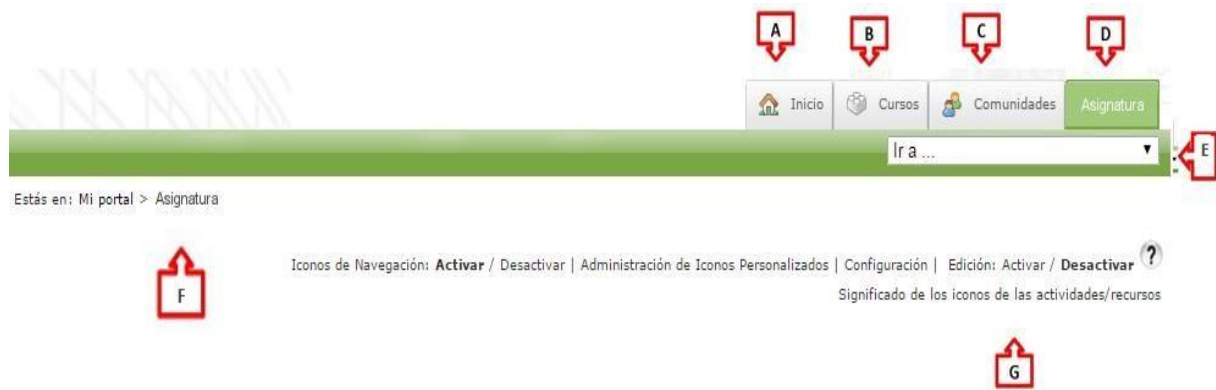 A B C D
Inicio Cursos Comunidades Asignatura
Ir a ... E
Estás en: Mi portal > Asignatura
F
Iconos de Navegación: Activar / Desactivar | Administración de Iconos Personalizados | Configuración | Edición: Activar / Desactivar ?
Significado de los iconos de las actividades/recursos
G